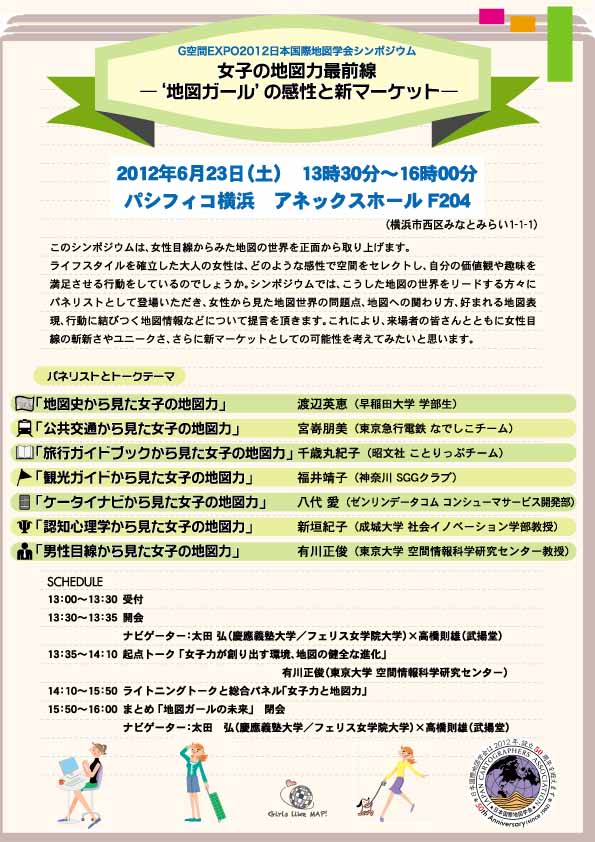 G空間EXPO2012日本国際地図学会シンポジウム
女子の地図力最前線
―‘地図ガール’の感性と新マーケット―
2012年6月23日(土)　13時30分～16時00分
パシフィコ横浜　アネックスホール F204
(横浜市西区みなとみらい1-1-1)
このシンポジウムは、女性目線からみた地図の世界を正面から取り上げます。
ライフスタイルを確立した大人の女性は、どのような感性で空間をセレクトし、自分の価値観や趣味を
満足させる行動をしているのでしょうか。シンポジウムでは、こうした地図の世界をリードする方々に
パネリストとして登場いただき、女性から見た地図世界の問題点、地図への関わり方、好まれる地図表
現、行動に結びつく地図情報などについて提言を頂きます。これにより、来場者の皆さんとともに女性目
線の斬新さやユニークさ、さらに新マーケットとしての可能性を考えてみたいと思います。
パネリストとトークテーマ
「地図史から見た女子の地図力」 渡辺英恵（早稲田大学 学部生）
「公共交通から見た女子の地図力」 宮嵜朋美（東京急行電鉄 なでしこチーム）
「旅行ガイドブックから見た女子の地図力」 千歳丸紀子（昭文社 ことりっぷチーム）
「観光ガイドから見た女子の地図力」 福井靖子（神奈川 SGGクラブ）
「ケータイナビから見た女子の地図力」 八代 愛（ゼンリンデータコム コンシューマサービス開発部）
「認知心理学から見た女子の地図力」 新垣紀子（成城大学 社会イノベーション学部教授）
「男性目線から見た女子の地図力」 有川正俊（東京大学 空間情報科学研究センター教授）
SCHEDULE
13:00～13:30 受付
13:30～13:35 開会
ナビゲーター：太田 弘（慶應義塾大学／フェリス女学院大学）×高橋則雄（武揚堂）
13:35～14:10 起点トーク「女子力が創り出す環境、地図の健全な進化」
有川正俊（東京大学 空間情報科学研究センター）
14:10～15:50 ライトニングトークと総合パネル「女子力と地図力」
15:50～16:00 まとめ「地図ガールの未来」　閉会
ナビゲーター：太田　弘（慶應義塾大学／フェリス女学院大学）×高橋則雄（武揚堂）
Girls Like MAP!
日本国際地図学会は2012年、設立50周年を迎えます
JAPAN CARTOGRAPHERS ASSOCIATION
日本国際地図学会
50th Anniversary (since 1962)